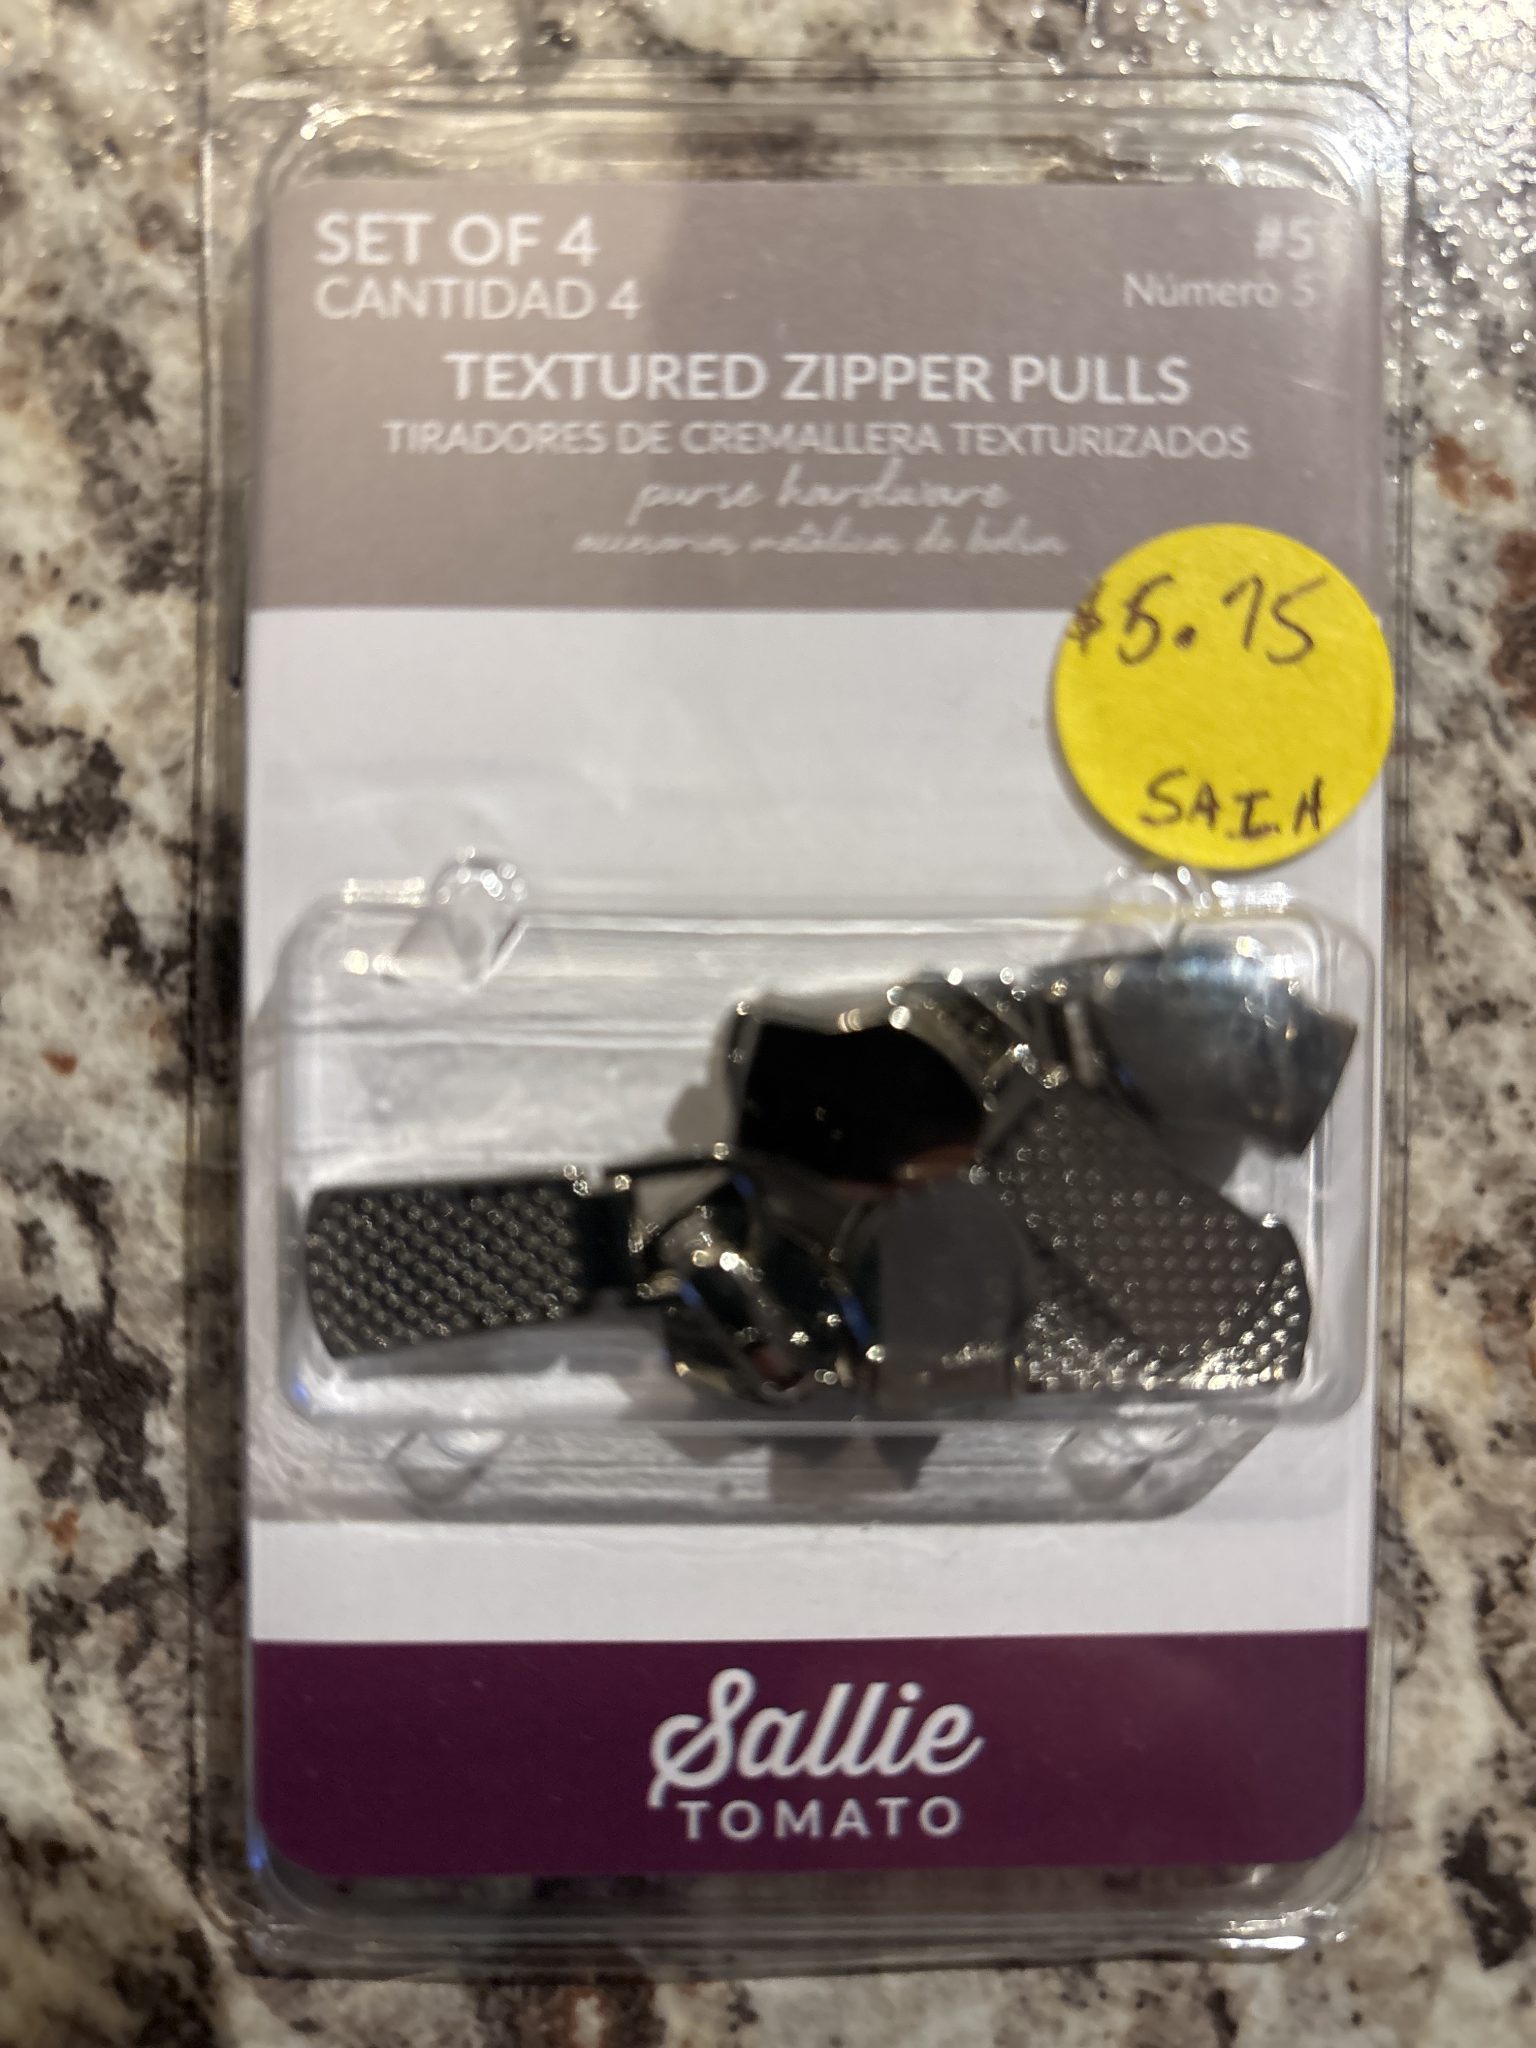 SET OF 4
CANTIDAD 4
#5
Número 5
TEXTURED ZIPPER PULLS
TIRADORES DE CREMALLERA TEXTURIZADOS
purse hardware
$5.75
SAIH
Sallie
TOMATO